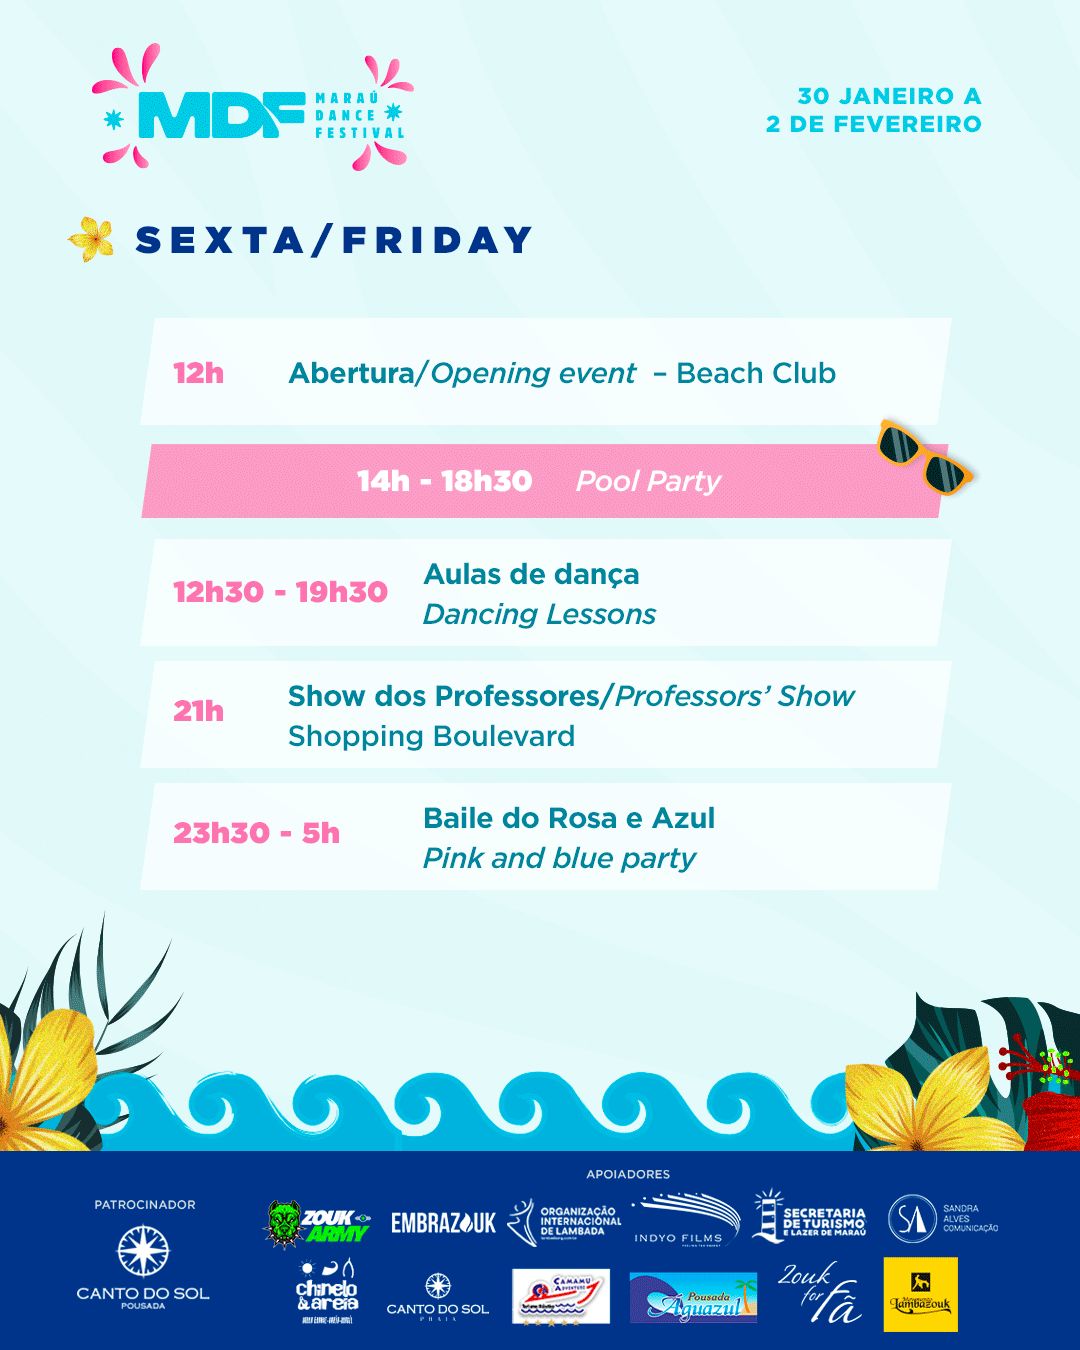 MDF
MARAÚ
DANCE
FESTIVAL
30 JANEIRO A
2 DE FEVEREIRO
SEXTA/FRIDAY
12h Abertura/Opening event – Beach Club
14h - 18h30 Pool Party
12h30 - 19h30
Aulas de dança
Dancing Lessons
21h
Show dos Professores/Professors’ Show
Shopping Boulevard
23h30 - 5h
Baile do Rosa e Azul
Pink and blue party
PATROCINADOR
CANTO DO SOL
POUSADA
APOIADORES
ZOUK
ARMY
EMBRAZOUK
ORGANIZAÇÃO
INTERNACIONAL
DE LAMBADA
INDYO FILMS
SECRETARIA
DE TURISMO
E LAZER DE MARAÚ
SA
SANDRA
ALVES
COMUNICAÇÃO
chinelo
&areia
CANTO DO SOL
PRAIA
CAMAMU
ADVENTURE
Pousada
Aguazul
Zouk
for
fã
Lambazouk